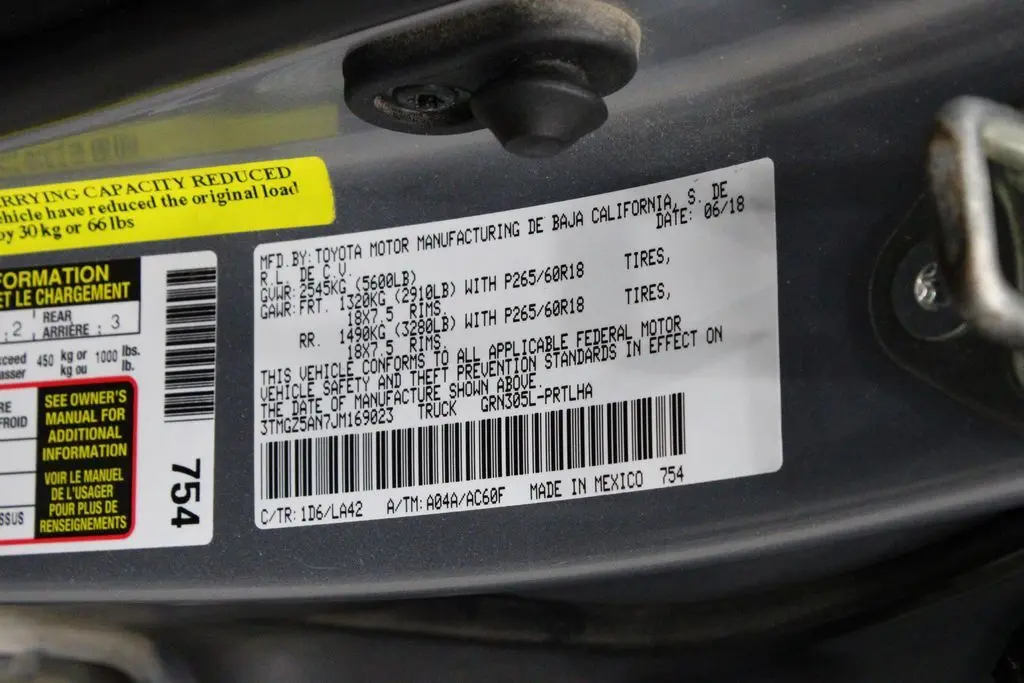 RRYING CAPACITY REDUCED
hicle have reduced the original load
by 30 kg or 66 lbs
FORMATION
ET LE CHARGEMENT
: 2 REAR ARRIÈRE : 3
xceed 450 kg or 1000 lbs.
asser kg ou lb.
RE
FROID
SEE OWNER'S
MANUAL FOR
ADDITIONAL
INFORMATION
VOIR LE MANUEL
DE L'USAGER
POUR PLUS DE
RENSEIGNEMENTS
SSUS
754
MFD.BY:TOYOTA MOTOR MANUFACTURING DE BAJA CALIFORNIA, S. DE
R.L. DE C.V. DATE: 06/18
GVWR:2545KG (5600LB)
GAWR:FRT. 1320KG (2910LB) WITH P265/60R18 TIRES,
18X7.5 RIMS.
RR. 1490KG (3280LB) WITH P265/60R18 TIRES,
18X7.5 RIMS.
THIS VEHICLE CONFORMS TO ALL APPLICABLE FEDERAL MOTOR
VEHICLE SAFETY AND THEFT PREVENTION STANDARDS IN EFFECT ON
THE DATE OF MANUFACTURE SHOWN ABOVE.
3TMGZ5AN7JM169023 TRUCK GRN305L-PRTLHA
C/TR:1D6/LA42 A/TM:A04A/AC60F MADE IN MEXICO 754